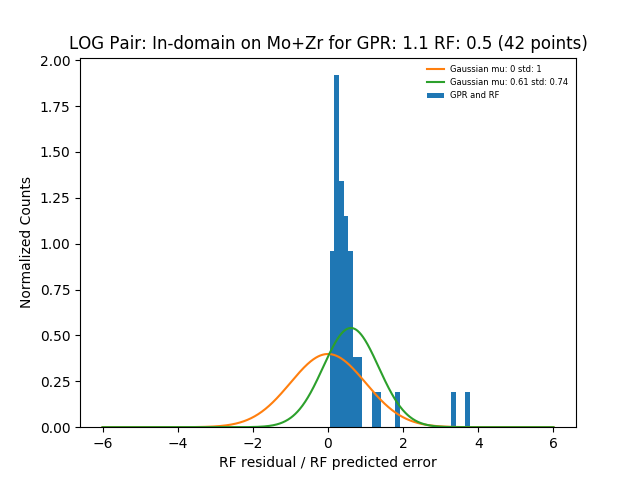 LOG Pair: In-domain on Mo+Zr for GPR: 1.1 RF: 0.5 (42 points)
Gaussian mu: 0 std: 1
Gaussian mu: 0.61 std: 0.74
GPR and RF
Normalized Counts
2.00
1.75
1.50
1.25
1.00
0.75
0.50
0.25
0.00
−6 −4 −2 0 2 4 6
RF residual / RF predicted error